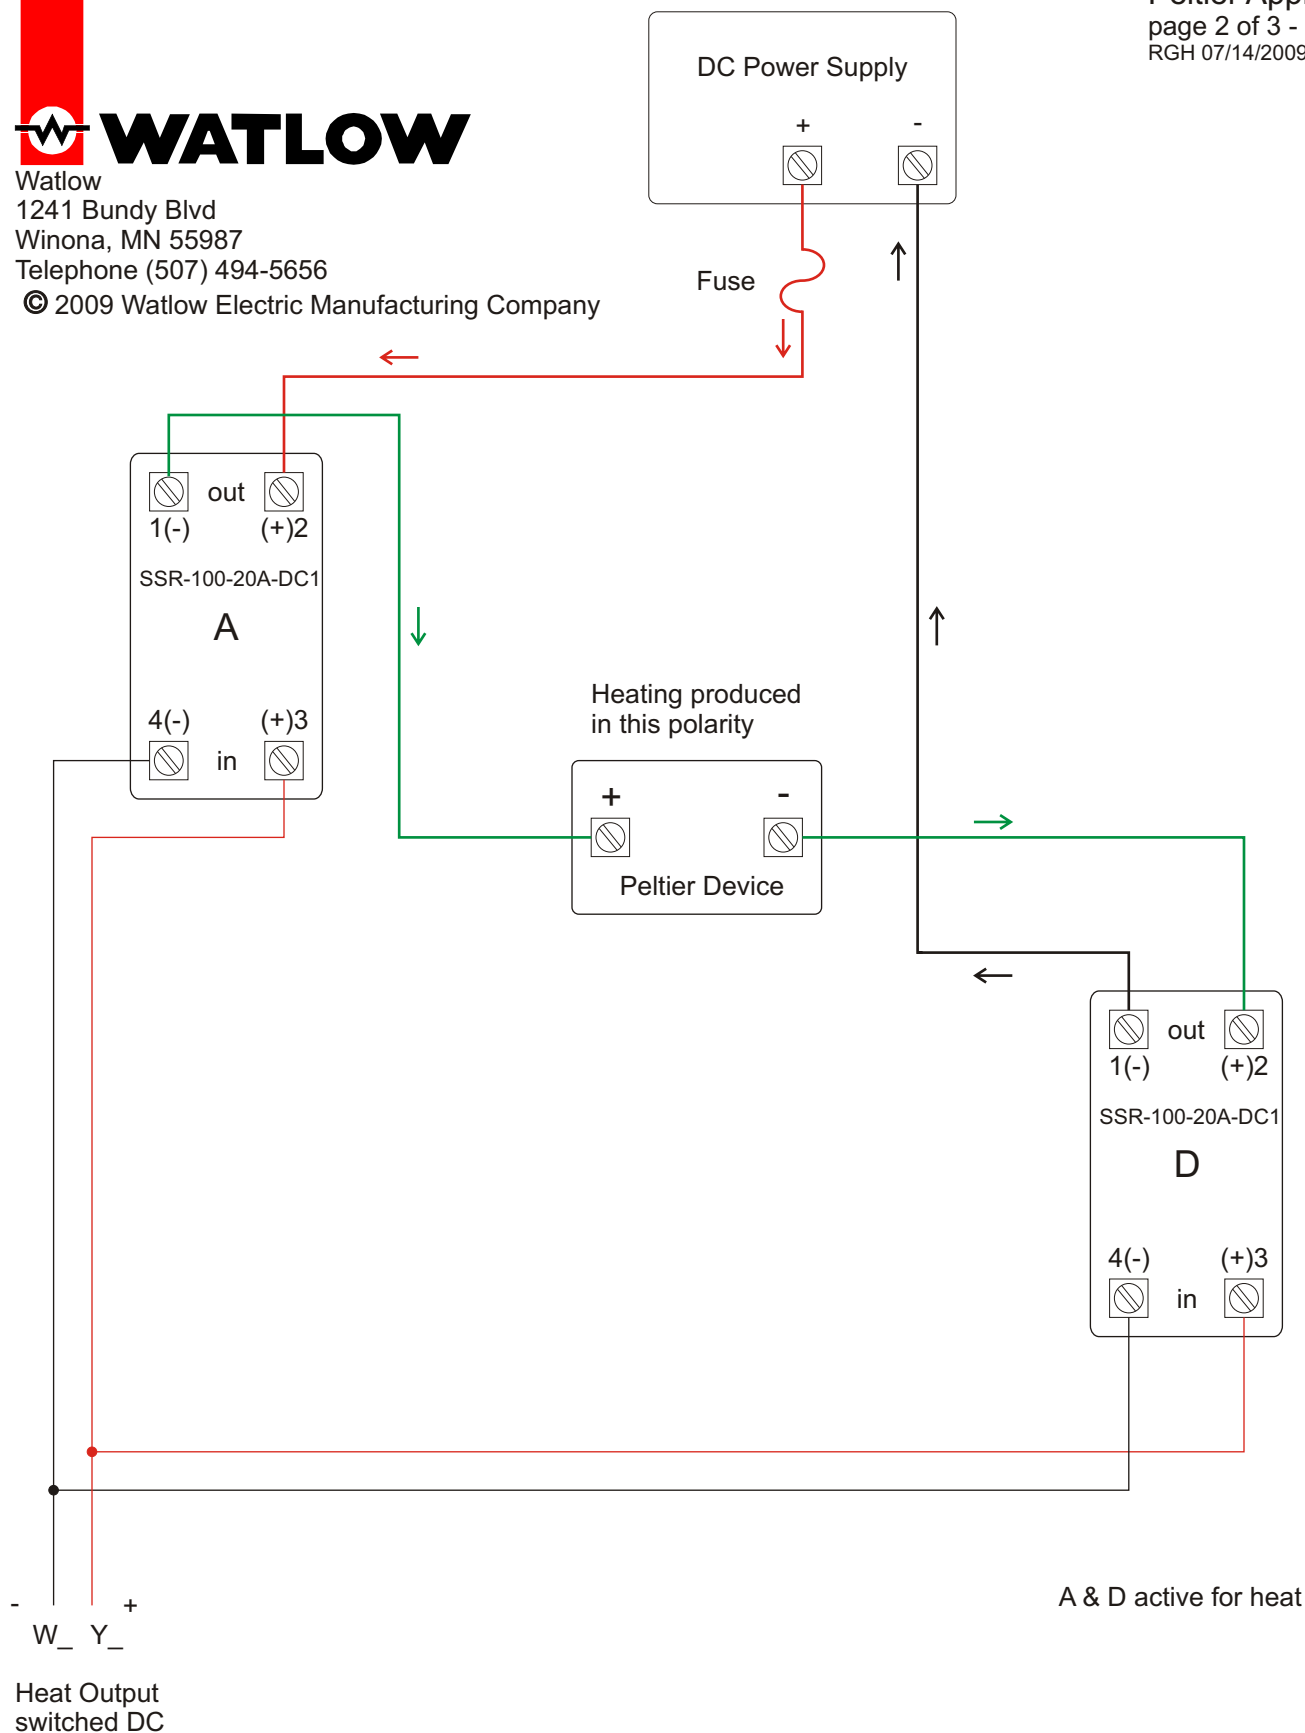 page 2 of 3 -
RGH 07/14/2009
WATLOW
Watlow
1241 Bundy Blvd
Winona, MN 55987
Telephone (507) 494-5656
© 2009 Watlow Electric Manufacturing Company
DC Power Supply
+ -
Fuse
out
1(-) (+)2
SSR-100-20A-DC1
A
4(-) (+)3
in
Heating produced
in this polarity
+ -
Peltier Device
out
1(-) (+)2
SSR-100-20A-DC1
D
4(-) (+)3
in
A & D active for heat
- +
W_ Y_
Heat Output
switched DC